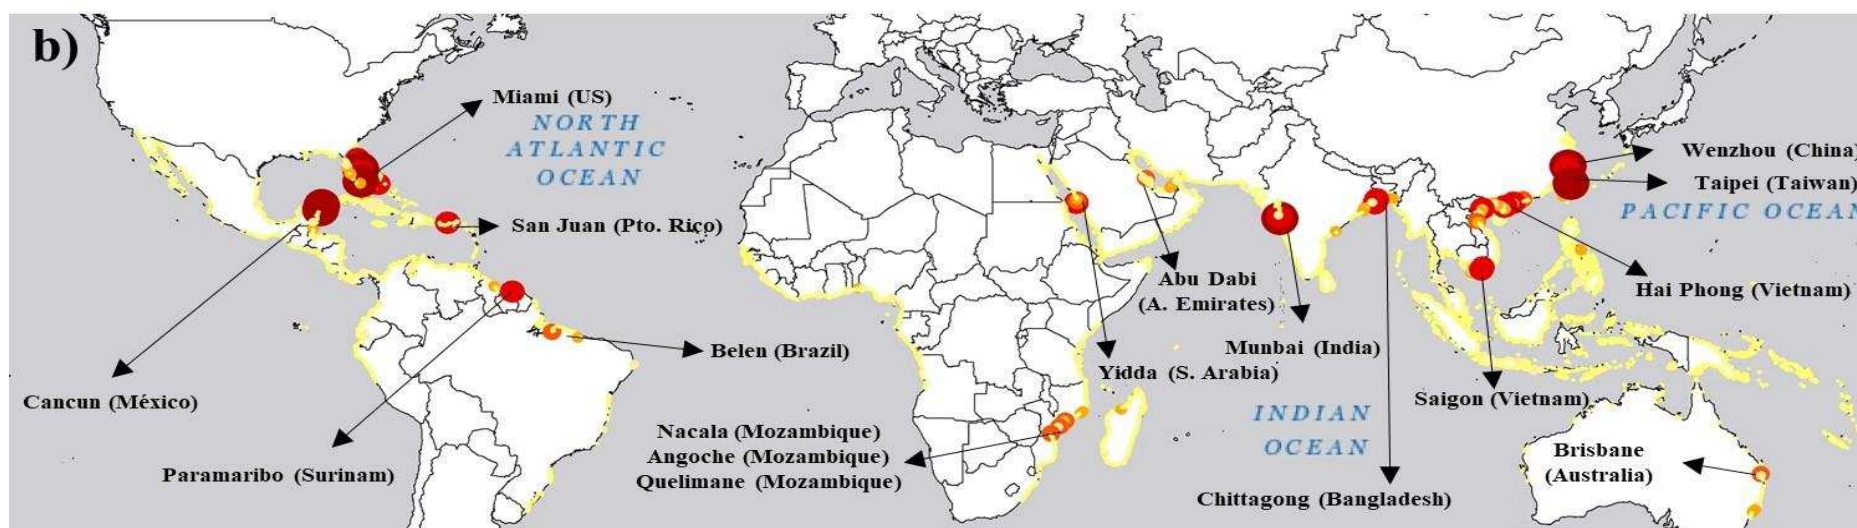 b)
Miami (US)
NORTH
ATLANTIC
OCEAN
San Juan (Pto. Rico)
Belen (Brazil)
Cancun (México)
Paramaribo (Surinam)
Nacala (Mozambique)
Angoche (Mozambique)
Quelimane (Mozambique)
Abu Dabi
(A. Emirates)
Munbai (India)
Yidda (S. Arabia)
INDIAN
OCEAN
Chittagong (Bangladesh)
Wenzhou (China)
Taipei (Taiwan)
PACIFIC OCEAN
Hai Phong (Vietnam)
Saigon (Vietnam)
Brisbane
(Australia)